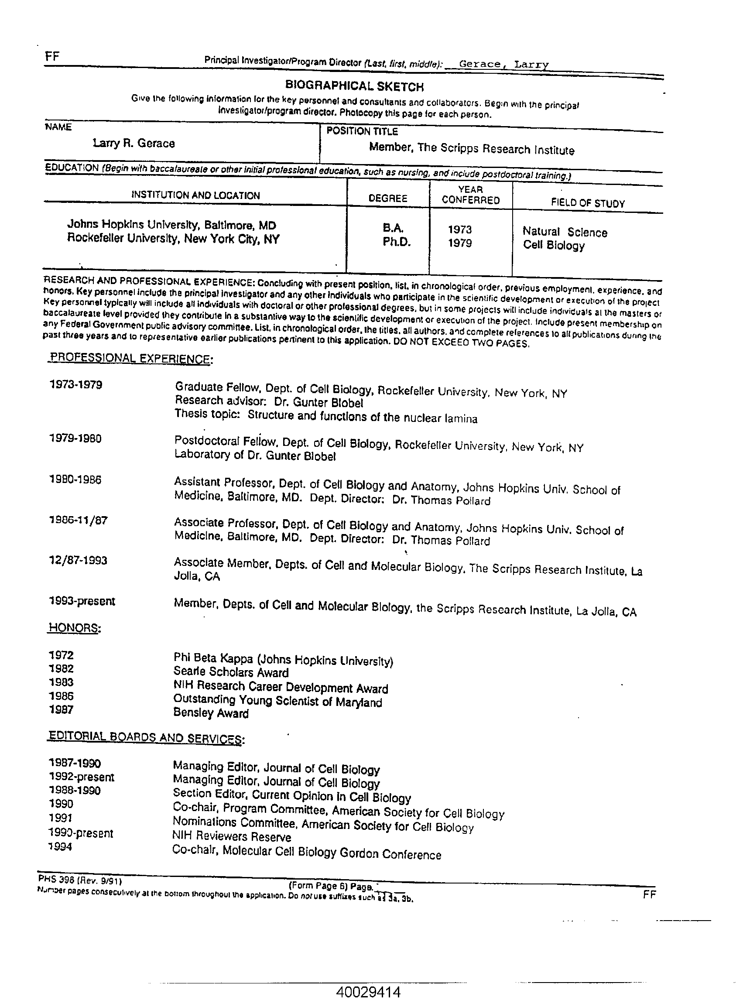 FF
Principal Investigator/Program Director (Last, first, middle): Gerace, Larry
BIOGRAPHICAL SKETCH
Give the following information for the key personnel and consultants and collaborators. Begin with the principal
investigator/program director. Photocopy this page for each person.
NAME
POSITION TITLE
Larry R. Gerace
Member, The Scripps Research Institute
EDUCATION (Begin with baccalaureate or other initial professional education, such as nursing, and include postdoctoral training.)
INSTITUTION AND LOCATION
DEGREE
YEAR
CONFERRED
FIELD OF STUDY
Johns Hopkins University, Baltimore, MD B.A. 1973 Natural Science
Rockefeller University, New York City, NY Ph.D. 1979 Cell Biology
RESEARCH AND PROFESSIONAL EXPERIENCE: Concluding with present position, list, in chronological order, previous employment, experience, and
honors. Key personnel include the principal investigator and any other individuals who participate in the scientific development or execution of the project
Key personnel typically will include all individuals with doctoral or other professional degrees, but in some projects will include individuals at the masters or
baccalaureate level provided they contribute in a substantive way to the scientific development or execution of the project. Include present membership on
any Federal Government public advisory committee. List, in chronological order, the titles, all authors, and complete references to all publications during the
past three years and to representative earlier publications pertinent to this application. DO NOT EXCEED TWO PAGES.
PROFESSIONAL EXPERIENCE:
1973-1979 Graduate Fellow, Dept. of Cell Biology, Rockefeller University, New York, NY
Research advisor: Dr. Gunter Blobel
Thesis topic: Structure and functions of the nuclear lamina
1979-1980 Postdoctoral Fellow, Dept. of Cell Biology, Rockefeller University, New York, NY
Laboratory of Dr. Gunter Blobel
1980-1986 Assistant Professor, Dept. of Cell Biology and Anatomy, Johns Hopkins Univ. School of
Medicine, Baltimore, MD. Dept. Director: Dr. Thomas Pollard
1986-11/87 Associate Professor, Dept. of Cell Biology and Anatomy, Johns Hopkins Univ. School of
Medicine, Baltimore, MD. Dept. Director: Dr. Thomas Pollard
12/87-1993 Associate Member, Depts. of Cell and Molecular Biology, The Scripps Research Institute, La
Jolla, CA
1993-present Member, Depts. of Cell and Molecular Biology, the Scripps Research Institute, La Jolla, CA
HONORS:
1972 Phi Beta Kappa (Johns Hopkins University)
1982 Searle Scholars Award
1983 NIH Research Career Development Award
1986 Outstanding Young Scientist of Maryland
1987 Bensley Award
EDITORIAL BOARDS AND SERVICES:
1987-1990 Managing Editor, Journal of Cell Biology
1992-present Managing Editor, Journal of Cell Biology
1988-1990 Section Editor, Current Opinion in Cell Biology
1990 Co-chair, Program Committee, American Society for Cell Biology
1991 Nominations Committee, American Society for Cell Biology
1990-present NIH Reviewers Reserve
1994 Co-chair, Molecular Cell Biology Gordon Conference
PHS 398 (Rev. 9/91) (Form Page 6) Page
Number pages consecutively at the bottom throughout the application. Do not use suffixes such as 3a, 3b.
FF
40029414